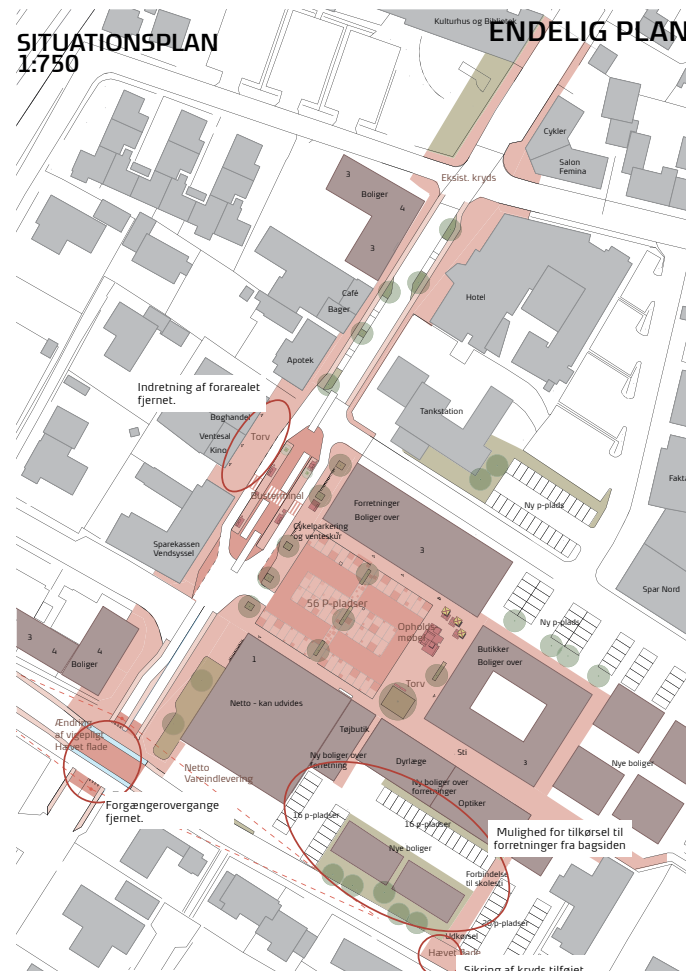 Kulturhus og Bibliotek
ENDELIG PLAN
SITUATIONSPLAN
1:750
Cykler
Salon
Femina
Eksist. kryds
3
Boliger
4
3
Café
Hotel
Bager
Apotek
Indretning af forarealet
fjernet.
Tankstation
Boghandel
Ventesal
Torv
Kino
Fakta
Busterminal
Forretninger
Ny p-plads
Boliger over
Cykelparkering
og venteskur
Sparekassen
Vendsyssel
3
Spar Nord
56 P-pladser
Ny p-plads
Opholds
møbel
3
4
4
Boliger
1
Butikker
Boliger over
Torv
Netto - kan udvides
Ændring
af vigepligt
Hævet flade
Tøjbutik
Sti
Ny boliger over
forretning
Dyrlæge
3
Nye boliger
Netto
Vareindlevering
Ny boliger over
forretninger
Optiker
Forgængerovergange
fjernet.
16 p-pladser
16 p-pladser
Mulighed for tilkørsel til
forretninger fra bagsiden
Nye boliger
Forbindelse
til skolesti
20 p-pladser
Udkørsel
Hævet flade
Sikring af kryds tilføjet